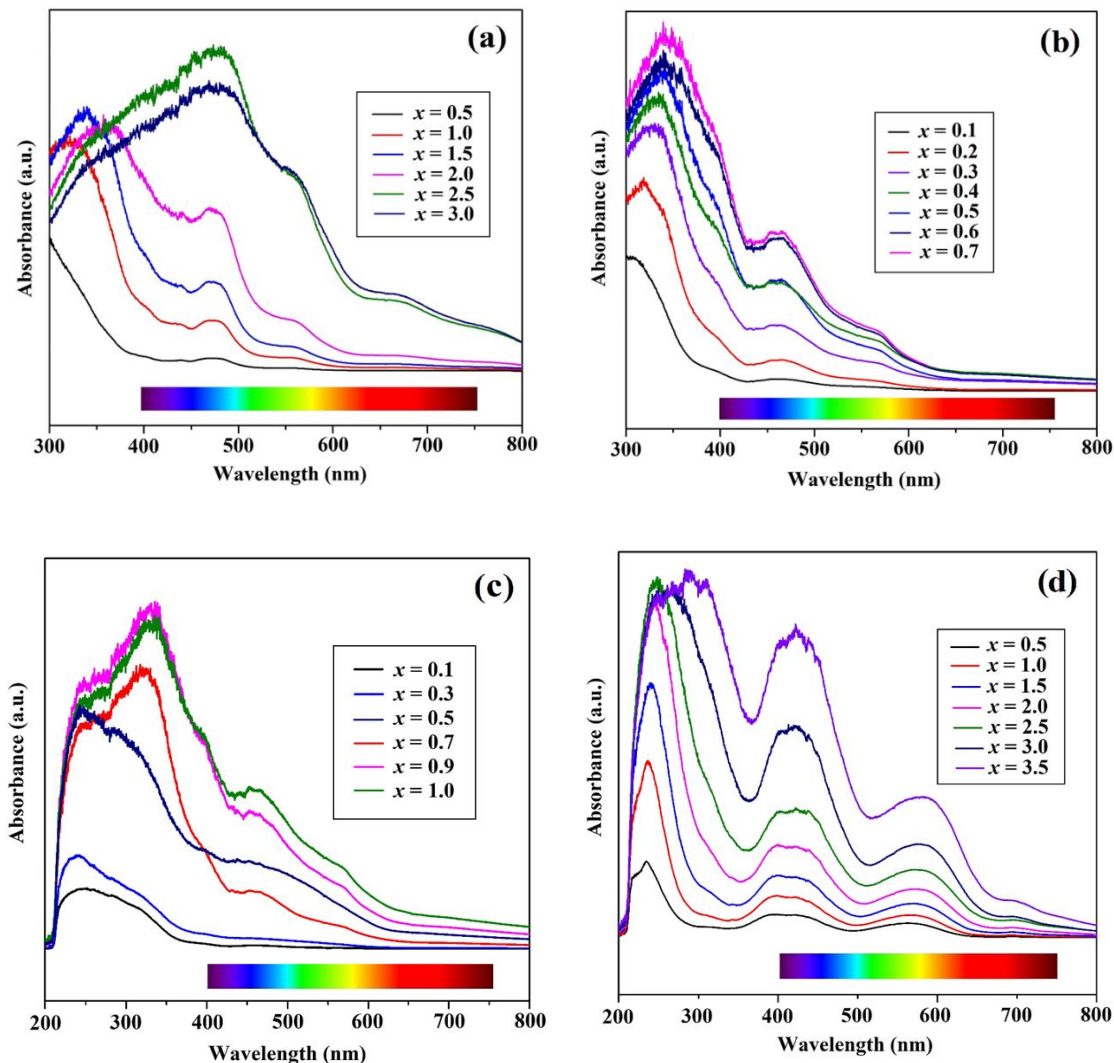 (a)
x = 0.5
x = 1.0
x = 1.5
x = 2.0
x = 2.5
x = 3.0
Absorbance (a.u.)
300 400 500 600 700 800
Wavelength (nm)
(b)
x = 0.1
x = 0.2
x = 0.3
x = 0.4
x = 0.5
x = 0.6
x = 0.7
Absorbance (a.u.)
300 400 500 600 700 800
Wavelength (nm)
(c)
x = 0.1
x = 0.3
x = 0.5
x = 0.7
x = 0.9
x = 1.0
Absorbance (a.u.)
200 300 400 500 600 700 800
Wavelength (nm)
(d)
x = 0.5
x = 1.0
x = 1.5
x = 2.0
x = 2.5
x = 3.0
x = 3.5
Absorbance (a.u.)
200 300 400 500 600 700 800
Wavelength (nm)